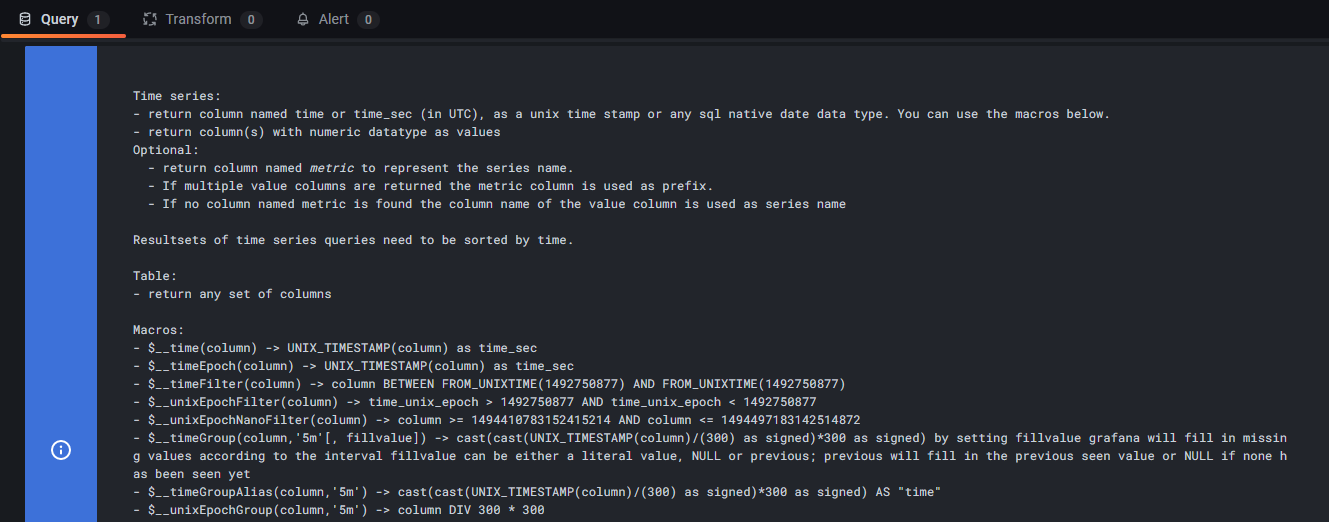 Query 1 Transform 0 Alert 0
Time series:
- return column named time or time_sec (in UTC), as a unix time stamp or any sql native date data type. You can use the macros below.
- return column(s) with numeric datatype as values
Optional:
- return column named metric to represent the series name.
- If multiple value columns are returned the metric column is used as prefix.
- If no column named metric is found the column name of the value column is used as series name
Resultsets of time series queries need to be sorted by time.
Table:
- return any set of columns
Macros:
- $__time(column) -> UNIX_TIMESTAMP(column) as time_sec
- $__timeEpoch(column) -> UNIX_TIMESTAMP(column) as time_sec
- $__timeFilter(column) -> column BETWEEN FROM_UNIXTIME(1492750877) AND FROM_UNIXTIME(1492750877)
- $__unixEpochFilter(column) -> time_unix_epoch > 1492750877 AND time_unix_epoch < 1492750877
- $__unixEpochNanoFilter(column) -> column >= 1494410783152415214 AND column <= 1494497183142514872
- $__timeGroup(column,'5m'[, fillvalue]) -> cast(cast(UNIX_TIMESTAMP(column)/(300) as signed)*300 as signed) by setting fillvalue grafana will fill in missin
g values according to the interval fillvalue can be either a literal value, NULL or previous; previous will fill in the previous seen value or NULL if none h
as been seen yet
- $__timeGroupAlias(column,'5m') -> cast(cast(UNIX_TIMESTAMP(column)/(300) as signed)*300 as signed) AS "time"
- $__unixEpochGroup(column,'5m') -> column DIV 300 * 300